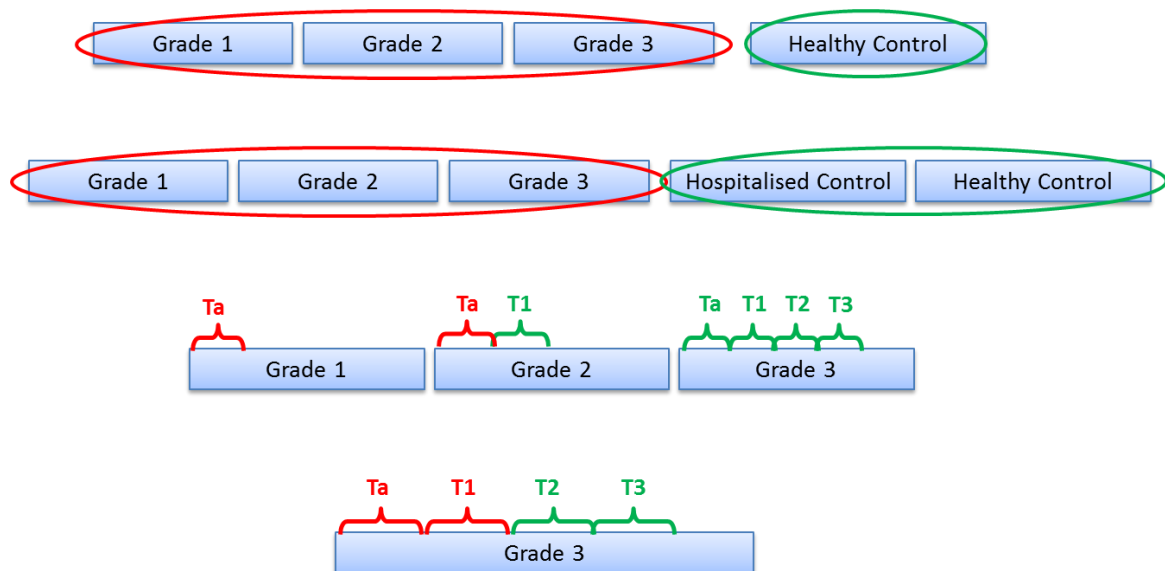 Grade 1 Grade 2 Grade 3 Healthy Control
Grade 1 Grade 2 Grade 3 Hospitalised Control Healthy Control
Ta Ta T1 Ta T1 T2 T3
Grade 1 Grade 2 Grade 3
Ta T1 T2 T3
Grade 3